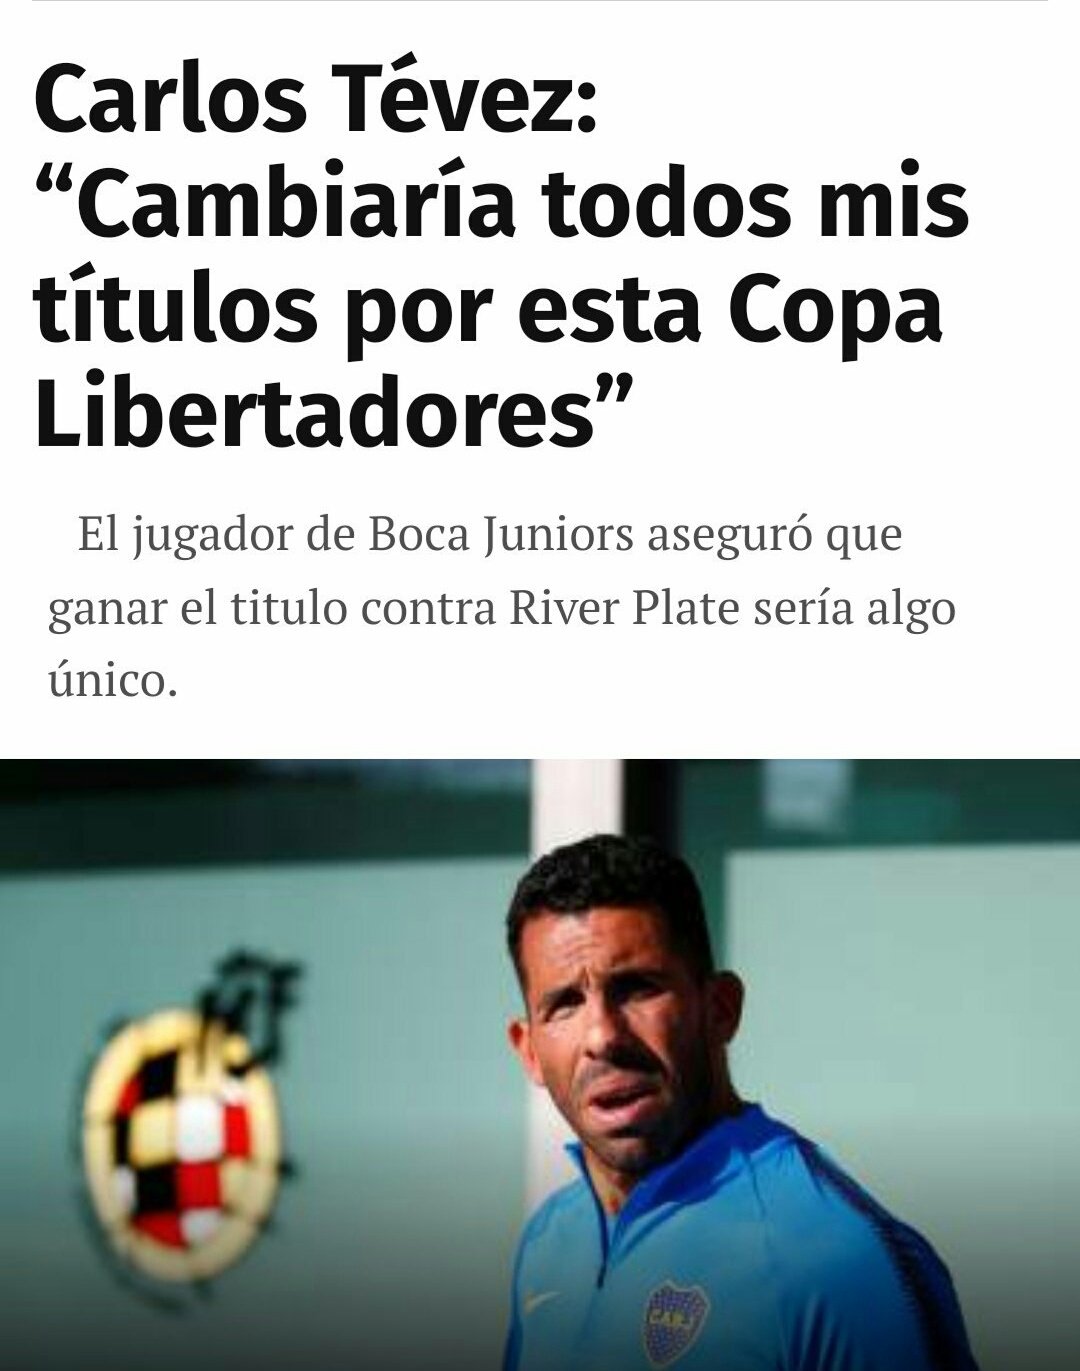 Carlos Tévez:
“Cambiaría todos mis
títulos por esta Copa
Libertadores”
El jugador de Boca Juniors aseguró que
ganar el titulo contra River Plate sería algo
único.
CABJ